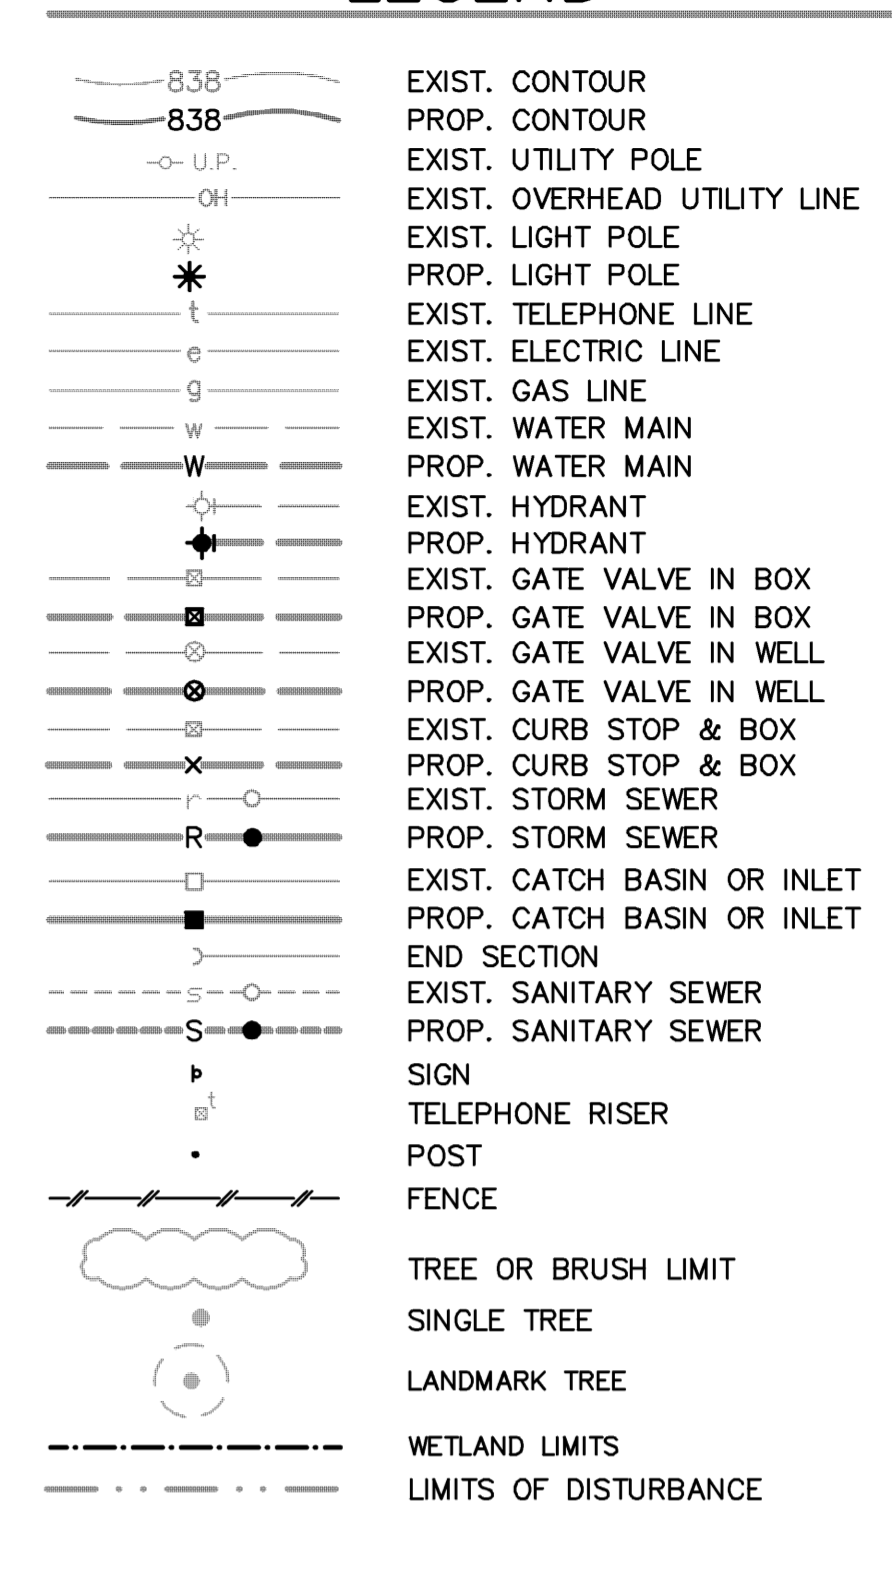 LEGEND
838 EXIST. CONTOUR
838 PROP. CONTOUR
U.P. EXIST. UTILITY POLE
OH EXIST. OVERHEAD UTILITY LINE
EXIST. LIGHT POLE
PROP. LIGHT POLE
t EXIST. TELEPHONE LINE
e EXIST. ELECTRIC LINE
g EXIST. GAS LINE
w EXIST. WATER MAIN
W PROP. WATER MAIN
EXIST. HYDRANT
PROP. HYDRANT
EXIST. GATE VALVE IN BOX
PROP. GATE VALVE IN BOX
EXIST. GATE VALVE IN WELL
PROP. GATE VALVE IN WELL
EXIST. CURB STOP & BOX
PROP. CURB STOP & BOX
r EXIST. STORM SEWER
R PROP. STORM SEWER
EXIST. CATCH BASIN OR INLET
PROP. CATCH BASIN OR INLET
END SECTION
s EXIST. SANITARY SEWER
S PROP. SANITARY SEWER
SIGN
t TELEPHONE RISER
POST
FENCE
TREE OR BRUSH LIMIT
SINGLE TREE
LANDMARK TREE
WETLAND LIMITS
LIMITS OF DISTURBANCE